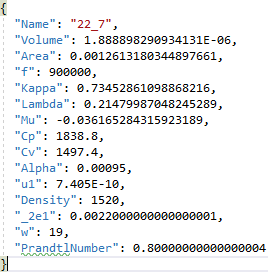 {
"Name": "22_7",
"Volume": 1.888898290934131E-06,
"Area": 0.0012613180344897661,
"f": 900000,
"Kappa": 0.73452861098868216,
"Lambda": 0.21479987048245289,
"Mu": -0.036165284315923189,
"Cp": 1838.8,
"Cv": 1497.4,
"Alpha": 0.00095,
"u1": 7.405E-10,
"Density": 1520,
"_2e1": 0.0022000000000000001,
"w": 19,
"PrandtlNumber": 0.80000000000000004
}